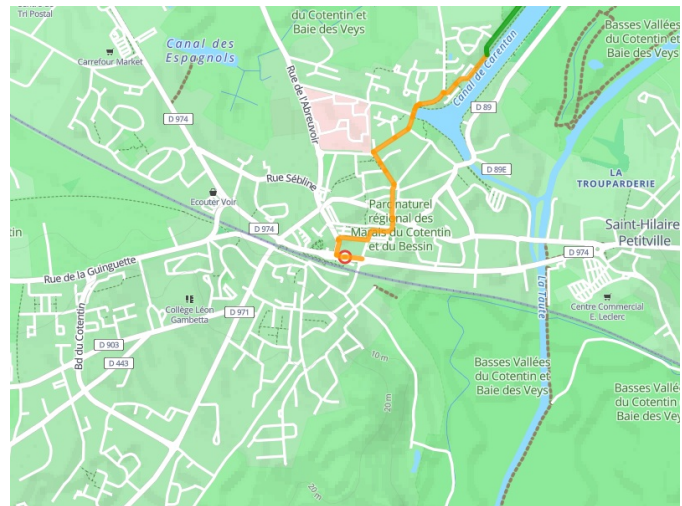 Tri Postal
Carrefour Market
Canal des
Espagnols
du Cotentin et
Baie des Veys
Rue de l'Abreuvoir
Canal de Carentan
Basses Vallées
du Cotentin et
Baie des Veys
D 974
D 89
D 89E
LA
TROUPARDERIE
Rue Sébline
Ecouter Voir
Parc naturel
régional des
Marais du Cotentin
et du Bessin
D 974
Saint-Hilaire
Petitville
D 974
tin
Rue de la Guinguette
La Taute
Collège Léon
Gambetta
D 971
Centre Commercial
E. Leclerc
Bd du Cotentin
D 903
D 443
10 m
20 m
Basses Vallées
du Cotentin et
Baie des Veys
Basses Vallé
du Cotentin
Baie des Vey
20 m